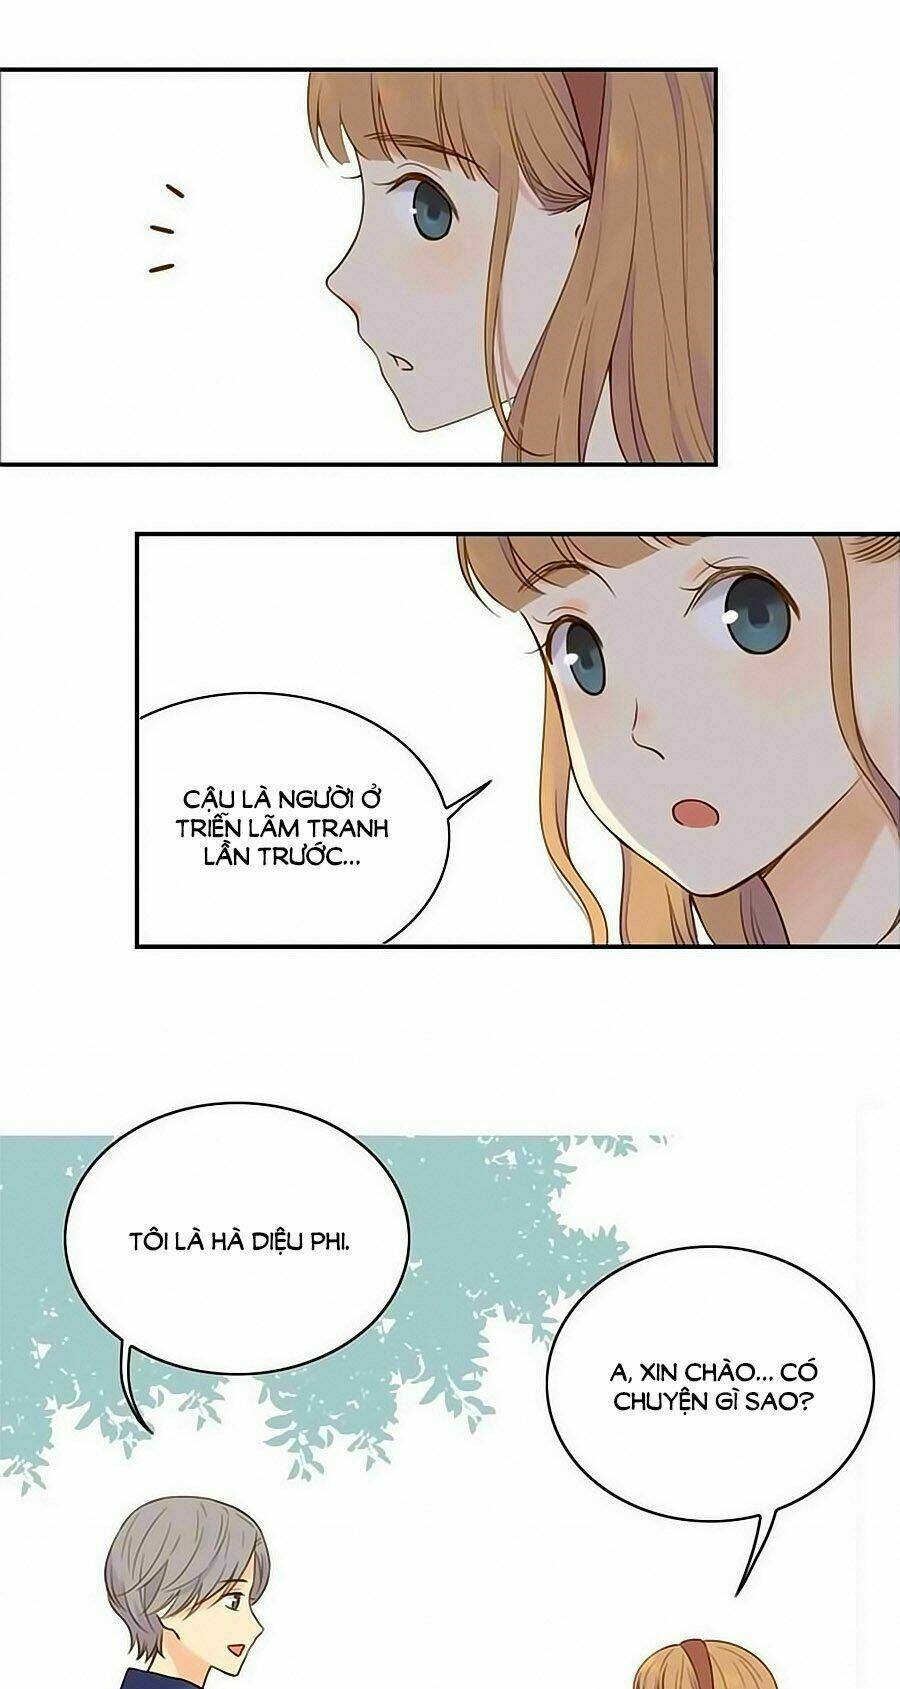 CẬU LÀ NGƯỜI Ở
TRIỂN LÃM TRANH
LẦN TRƯỚC...
TÔI LÀ HÀ DIỆU PHI.
A, XIN CHÀO... CÓ
CHUYỆN GÌ SAO?